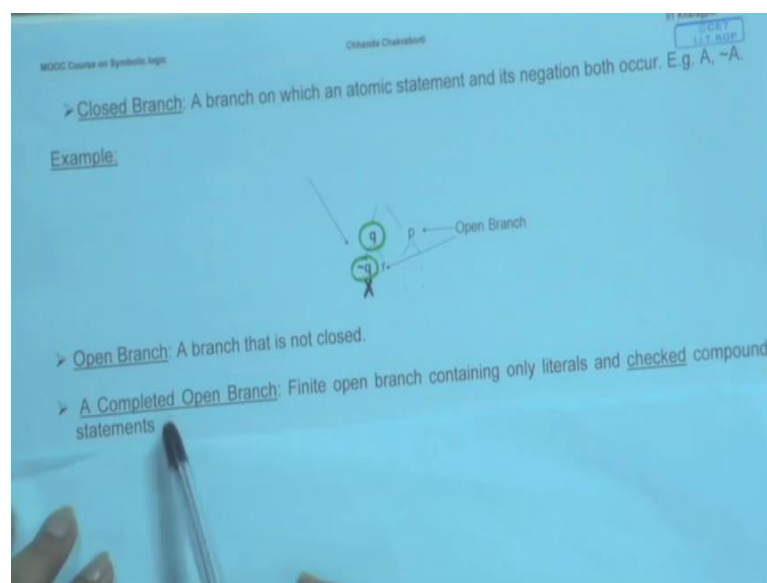 MOOC Course on Symbolic logic
Chhanda Chakraborti
CCET
I.I.T. KGP
➢ Closed Branch: A branch on which an atomic statement and its negation both occur. E.g. A, ~A.
Example:
q
p
Open Branch
~q
r
X
➢ Open Branch: A branch that is not closed.
➢ A Completed Open Branch: Finite open branch containing only literals and checked compound
statements